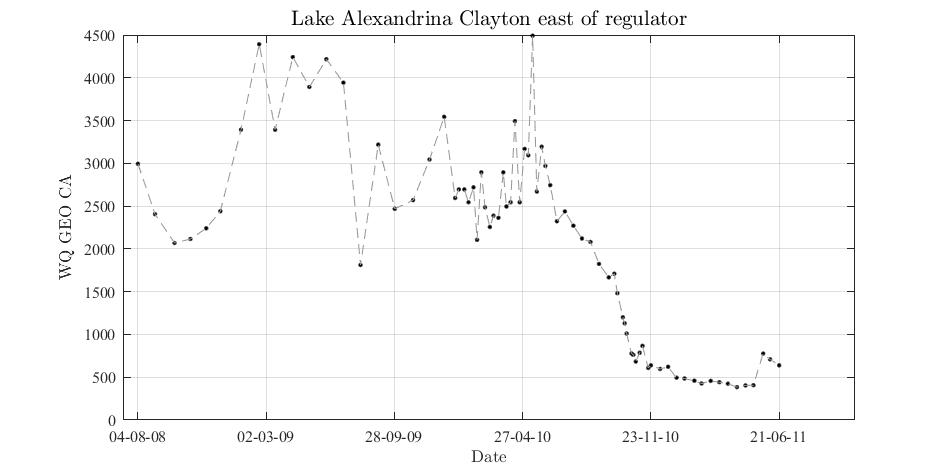 Lake Alexandrina Clayton east of regulator
4500
4000
3500
3000
2500
2000
1500
1000
500
0
WQ GEO CA
04-08-08 02-03-09 28-09-09 27-04-10 23-11-10 21-06-11
Date